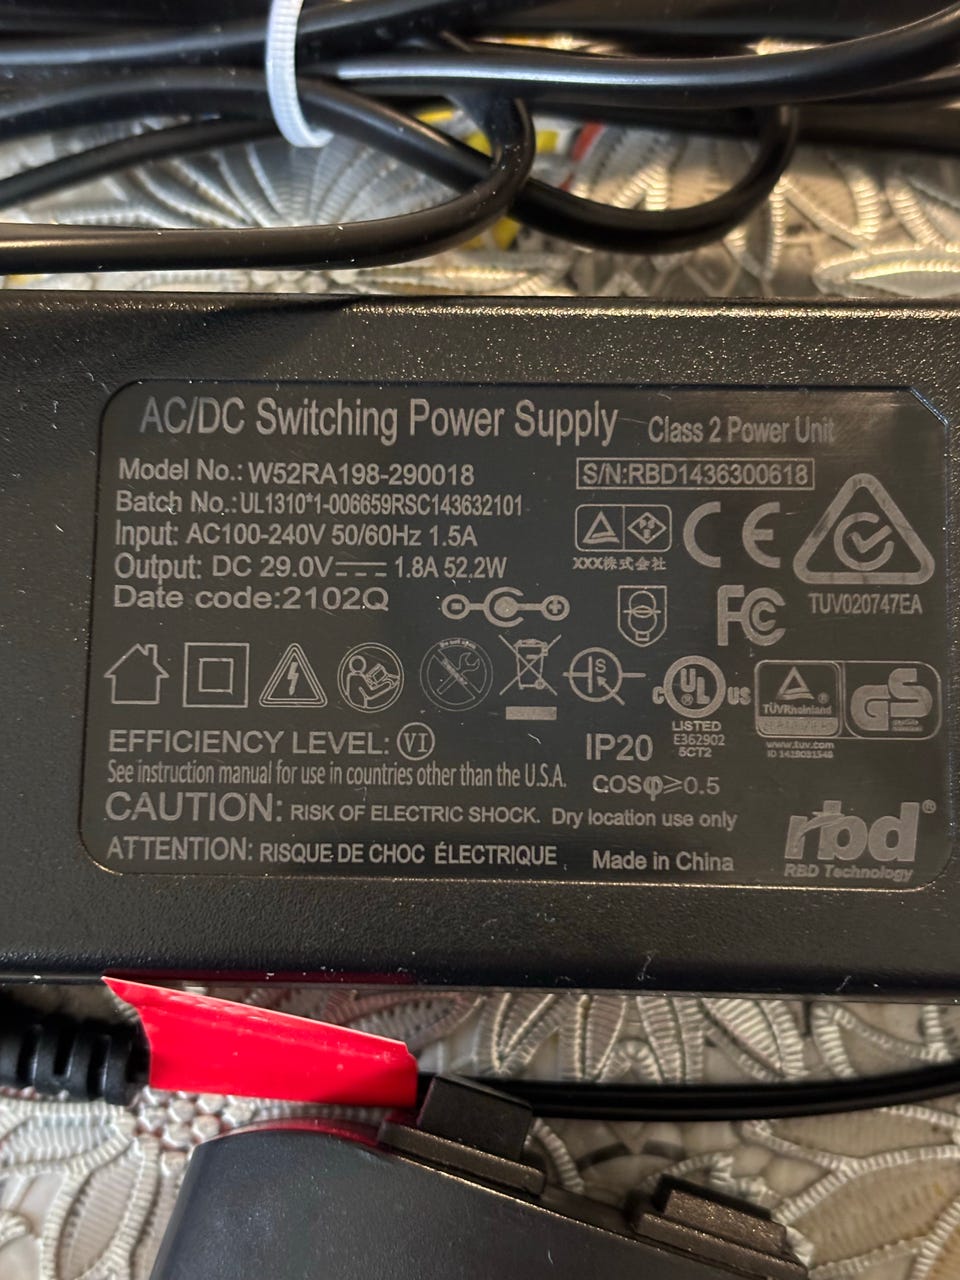 AC/DC Switching Power Supply Class 2 Power Unit
Model No.: W52RA198-290018
S/N:RBD1436300618
Batch No.:UL1310*1-006659RSC143632101
Input: AC100-240V 50/60Hz 1.5A
Output: DC 29.0V 1.8A 52.2W
XXX株式会社
CE
Date code:2102Q
FC
TUV020747EA
S
c UL US
LISTED
E362902
5CT2
TÜVRheinland
www.tuv.com
GS
EFFICIENCY LEVEL: VI
IP20
See instruction manual for use in countries other than the U.S.A.
COSφ≥0.5
CAUTION: RISK OF ELECTRIC SHOCK. Dry location use only
ATTENTION: RISQUE DE CHOC ÉLECTRIQUE
Made in China
rbd®
RBD Technology